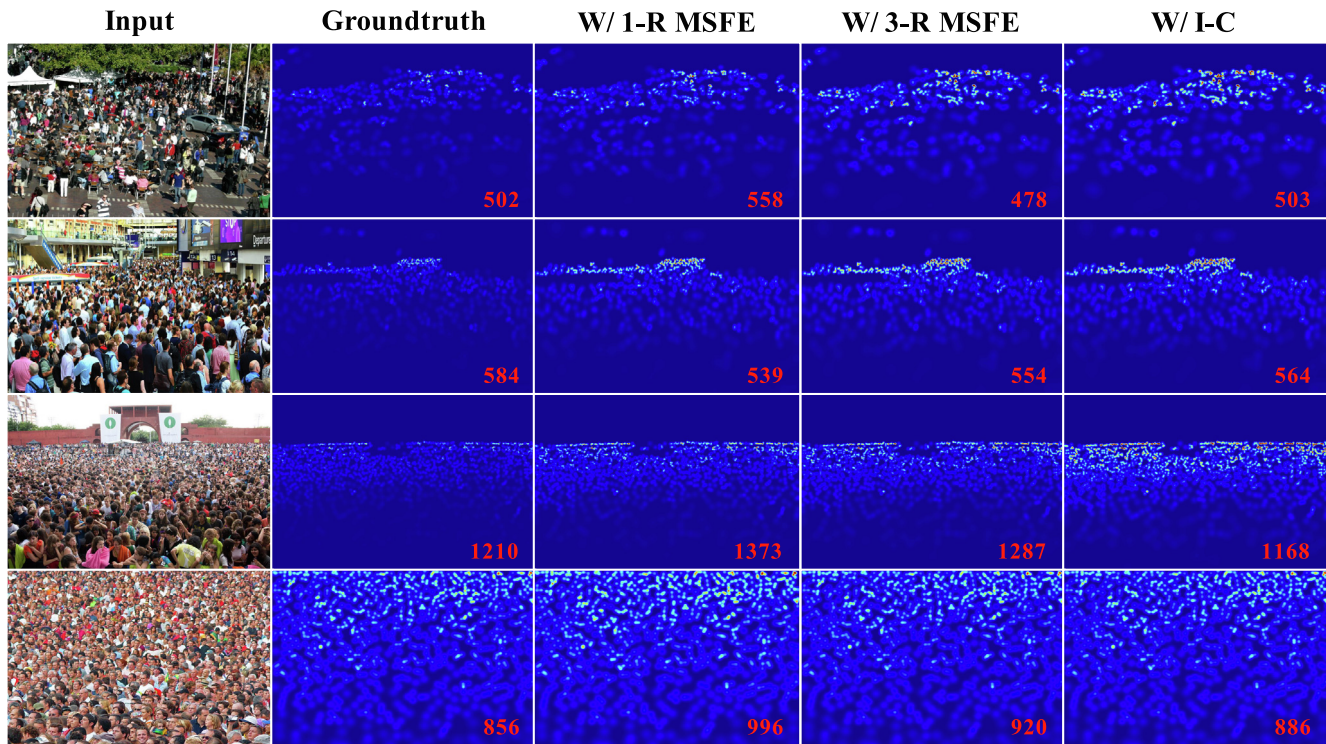 Input Groundtruth W/ 1-R MSFE W/ 3-R MSFE W/ I-C
502 558 478 503
Departure
584 539 554 564
1210 1373 1287 1168
856 996 920 886